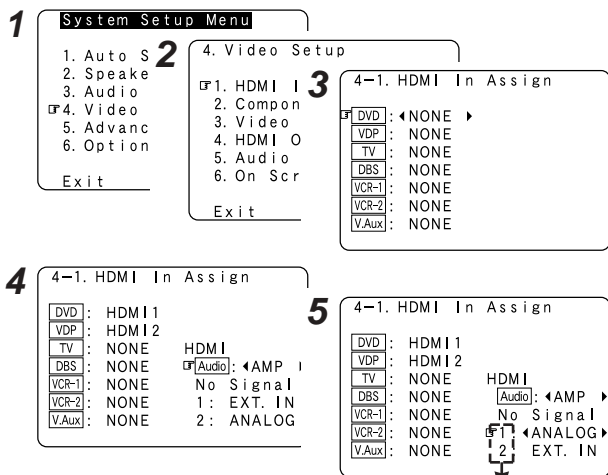 1
System Setup Menu
1. Auto S
2. Speake
3. Audio
☞4. Video
5. Advanc
6. Option
Exit
2
4. Video Setup
☞1. HDMI I
2. Compon
3. Video
4. HDMI O
5. Audio
6. On Scr
Exit
3
4-1. HDMI In Assign
☞DVD : ◀NONE ▶
VDP : NONE
TV : NONE
DBS : NONE
VCR-1 : NONE
VCR-2 : NONE
V.Aux : NONE
4
4-1. HDMI In Assign
DVD : HDMI1
VDP : HDMI2
TV : NONE HDMI
DBS : NONE ☞Audio : ◀AMP
VCR-1 : NONE No Signal
VCR-2 : NONE 1: EXT. IN
V.Aux : NONE 2: ANALOG
5
4-1. HDMI In Assign
DVD : HDMI1
VDP : HDMI2
TV : NONE HDMI
DBS : NONE Audio : ◀AMP ▶
VCR-1 : NONE No Signal
VCR-2 : NONE ☞1: ◀ANALOG▶
V.Aux : NONE 2: EXT. IN